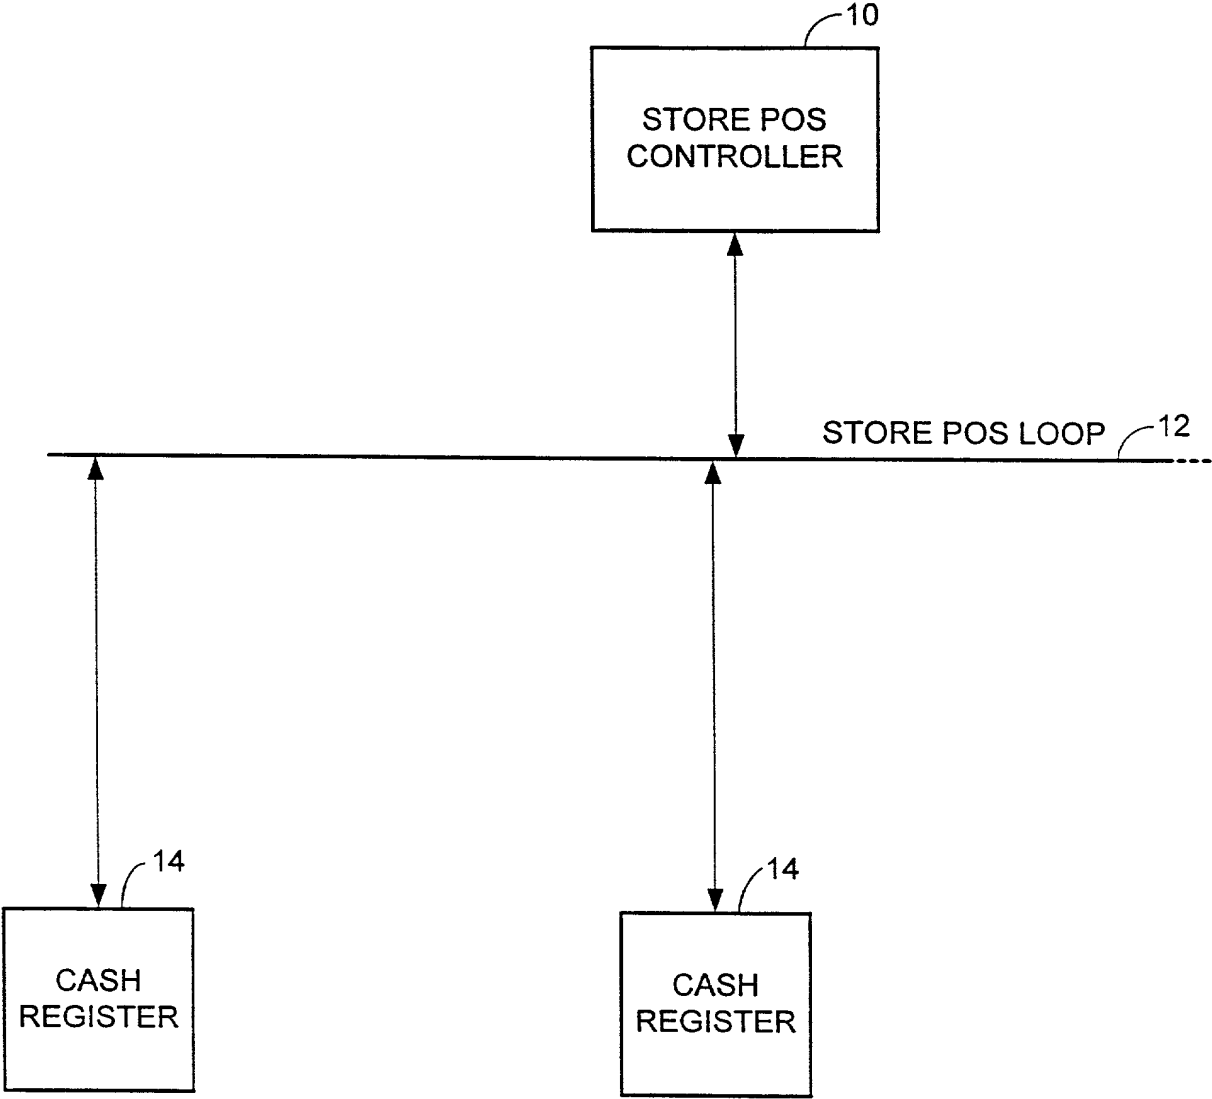 10
STORE POS
CONTROLLER
STORE POS LOOP
12
14
14
CASH
REGISTER
CASH
REGISTER